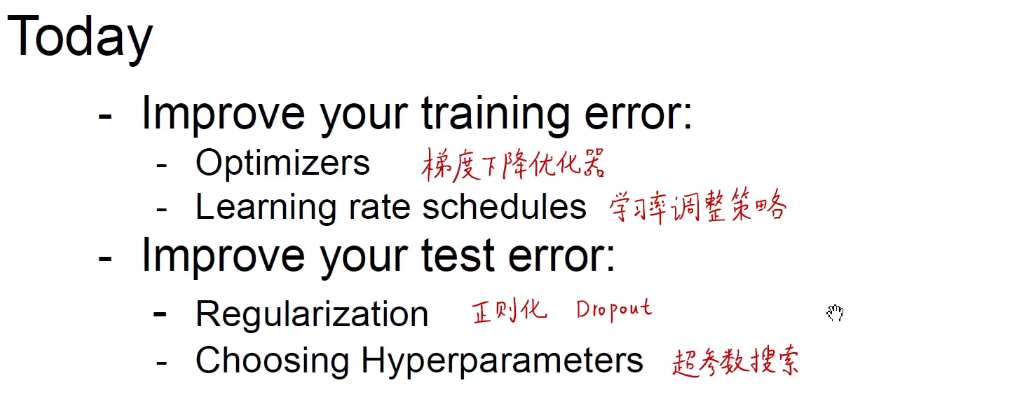 Today
- Improve your training error:
- Optimizers 梯度下降优化器
- Learning rate schedules 学习率调整策略
- Improve your test error:
- Regularization 正则化 Dropout
- Choosing Hyperparameters 超参数搜索